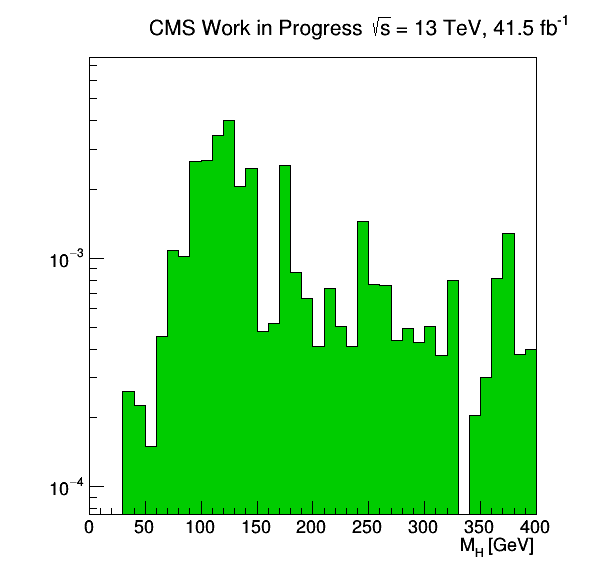 CMS Work in Progress √s = 13 TeV, 41.5 fb⁻¹
10⁻³
10⁻⁴
0 50 100 150 200 250 300 350 400
M_H [GeV]